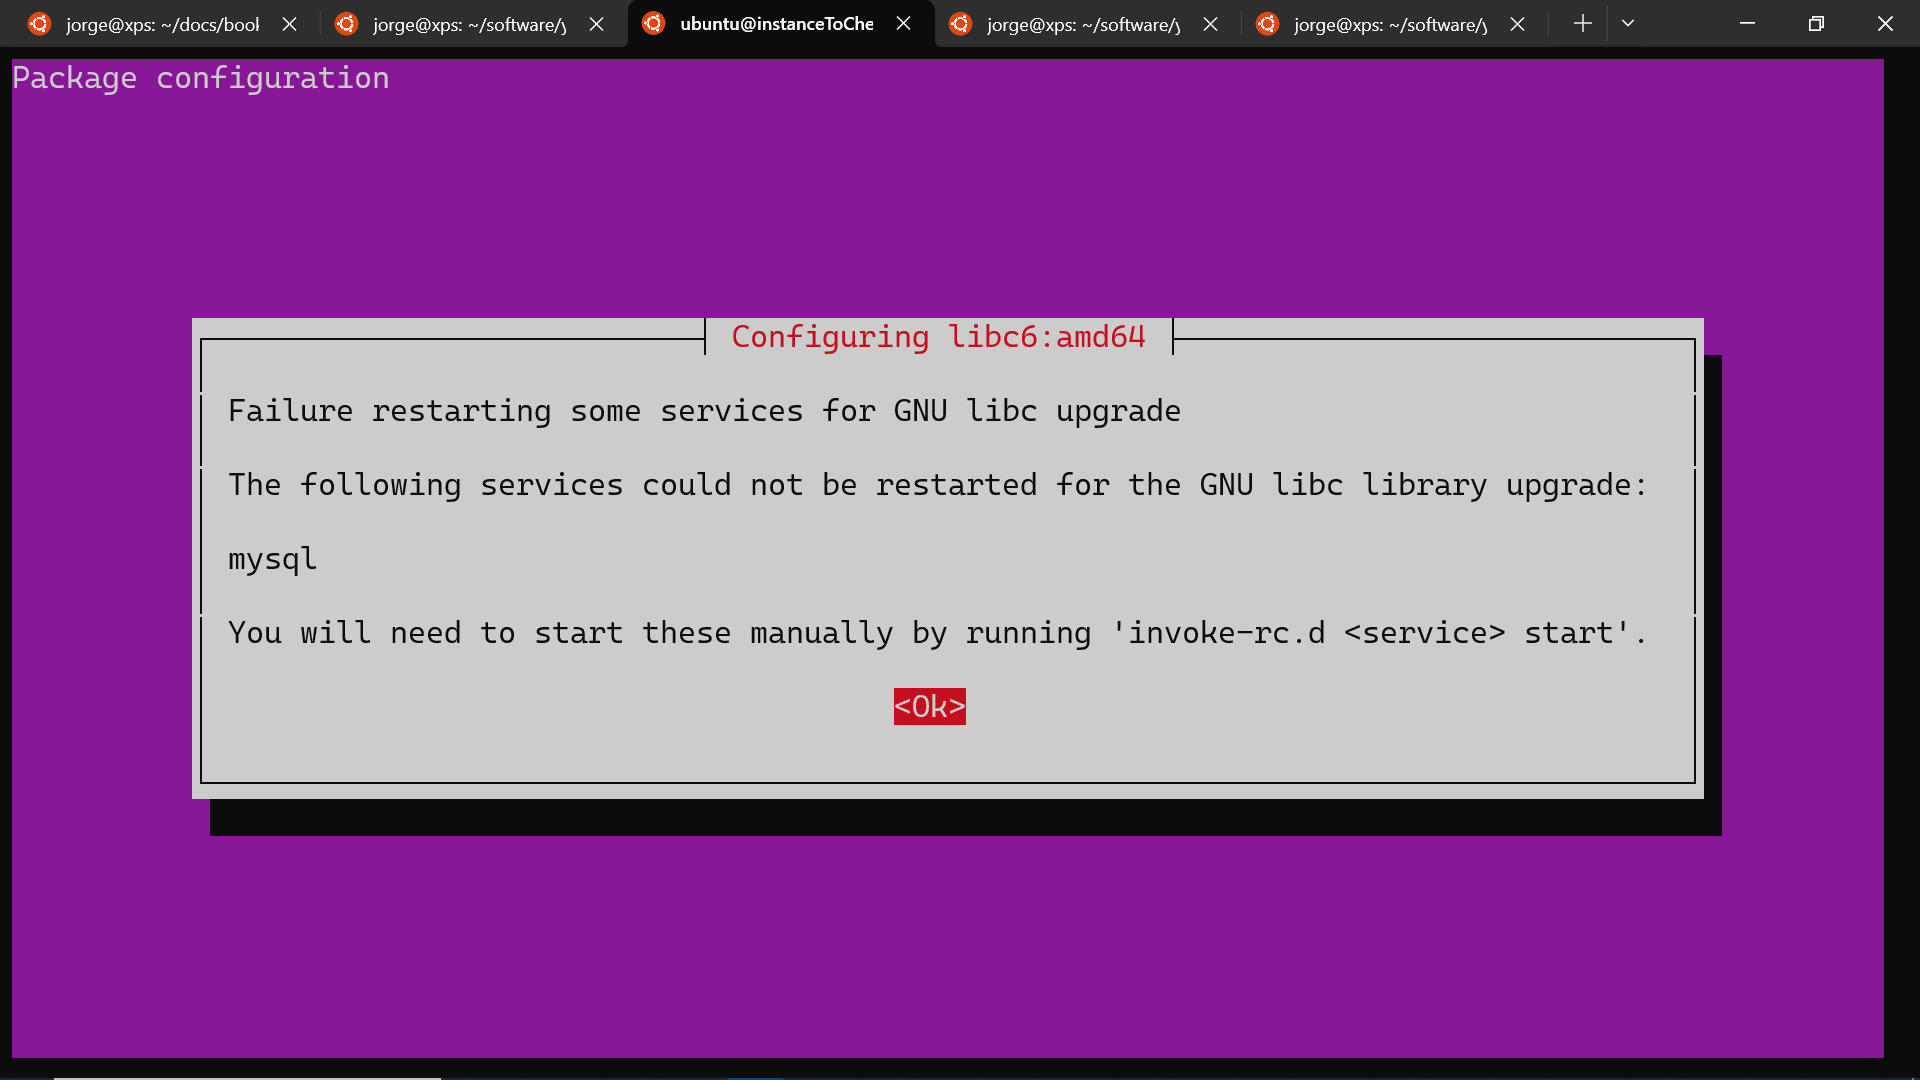 jorge@xps: ~/docs/bool
jorge@xps: ~/software/y
ubuntu@instanceToChe
jorge@xps: ~/software/y
jorge@xps: ~/software/y
Package configuration
Configuring libc6:amd64
Failure restarting some services for GNU libc upgrade
The following services could not be restarted for the GNU libc library upgrade:
mysql
You will need to start these manually by running 'invoke-rc.d <service> start'.
<Ok>